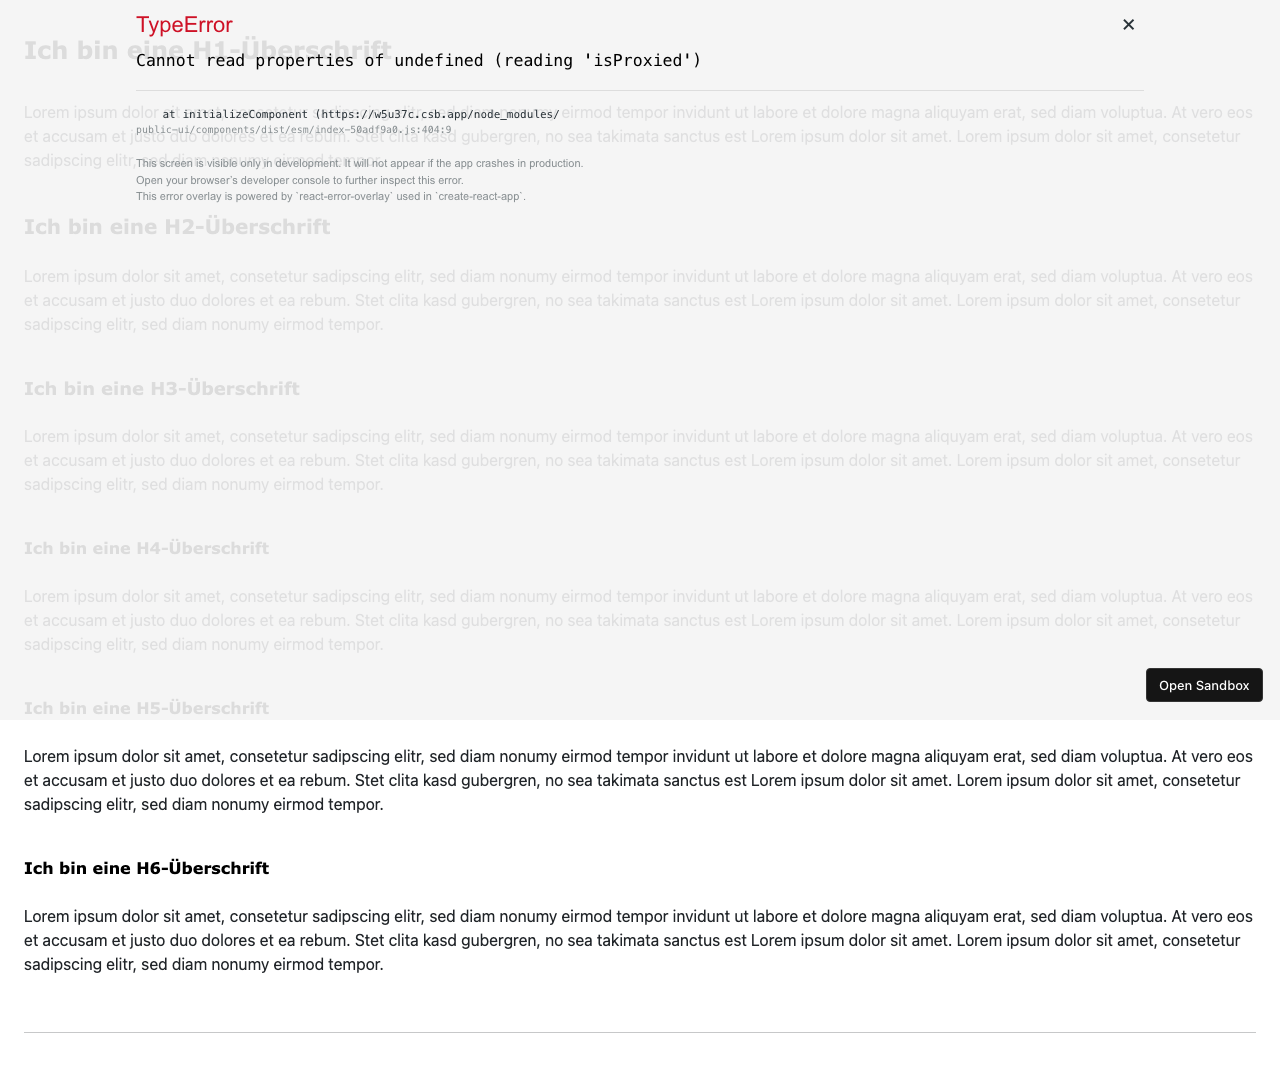 TypeError
Cannot read properties of undefined (reading 'isProxied')
at initializeComponent (https://w5u37c.csb.app/node_modules/
public-ui/components/dist/esm/index-50adf9a0.js:404:9
This screen is visible only in development. It will not appear if the app crashes in production.
Open your browser’s developer console to further inspect this error.
This error overlay is powered by `react-error-overlay` used in `create-react-app`.
Ich bin eine H1-Überschrift
Lorem ipsum dolor sit amet, consetetur sadipscing elitr, sed diam nonumy eirmod tempor invidunt ut labore et dolore magna aliquyam erat, sed diam voluptua. At vero eos
et accusam et justo duo dolores et ea rebum. Stet clita kasd gubergren, no sea takimata sanctus est Lorem ipsum dolor sit amet. Lorem ipsum dolor sit amet, consetetur
sadipscing elitr, sed diam nonumy eirmod tempor.
Ich bin eine H2-Überschrift
Lorem ipsum dolor sit amet, consetetur sadipscing elitr, sed diam nonumy eirmod tempor invidunt ut labore et dolore magna aliquyam erat, sed diam voluptua. At vero eos
et accusam et justo duo dolores et ea rebum. Stet clita kasd gubergren, no sea takimata sanctus est Lorem ipsum dolor sit amet. Lorem ipsum dolor sit amet, consetetur
sadipscing elitr, sed diam nonumy eirmod tempor.
Ich bin eine H3-Überschrift
Lorem ipsum dolor sit amet, consetetur sadipscing elitr, sed diam nonumy eirmod tempor invidunt ut labore et dolore magna aliquyam erat, sed diam voluptua. At vero eos
et accusam et justo duo dolores et ea rebum. Stet clita kasd gubergren, no sea takimata sanctus est Lorem ipsum dolor sit amet. Lorem ipsum dolor sit amet, consetetur
sadipscing elitr, sed diam nonumy eirmod tempor.
Ich bin eine H4-Überschrift
Lorem ipsum dolor sit amet, consetetur sadipscing elitr, sed diam nonumy eirmod tempor invidunt ut labore et dolore magna aliquyam erat, sed diam voluptua. At vero eos
et accusam et justo duo dolores et ea rebum. Stet clita kasd gubergren, no sea takimata sanctus est Lorem ipsum dolor sit amet. Lorem ipsum dolor sit amet, consetetur
sadipscing elitr, sed diam nonumy eirmod tempor.
Open Sandbox
Ich bin eine H5-Überschrift
Lorem ipsum dolor sit amet, consetetur sadipscing elitr, sed diam nonumy eirmod tempor invidunt ut labore et dolore magna aliquyam erat, sed diam voluptua. At vero eos
et accusam et justo duo dolores et ea rebum. Stet clita kasd gubergren, no sea takimata sanctus est Lorem ipsum dolor sit amet. Lorem ipsum dolor sit amet, consetetur
sadipscing elitr, sed diam nonumy eirmod tempor.
Ich bin eine H6-Überschrift
Lorem ipsum dolor sit amet, consetetur sadipscing elitr, sed diam nonumy eirmod tempor invidunt ut labore et dolore magna aliquyam erat, sed diam voluptua. At vero eos
et accusam et justo duo dolores et ea rebum. Stet clita kasd gubergren, no sea takimata sanctus est Lorem ipsum dolor sit amet. Lorem ipsum dolor sit amet, consetetur
sadipscing elitr, sed diam nonumy eirmod tempor.